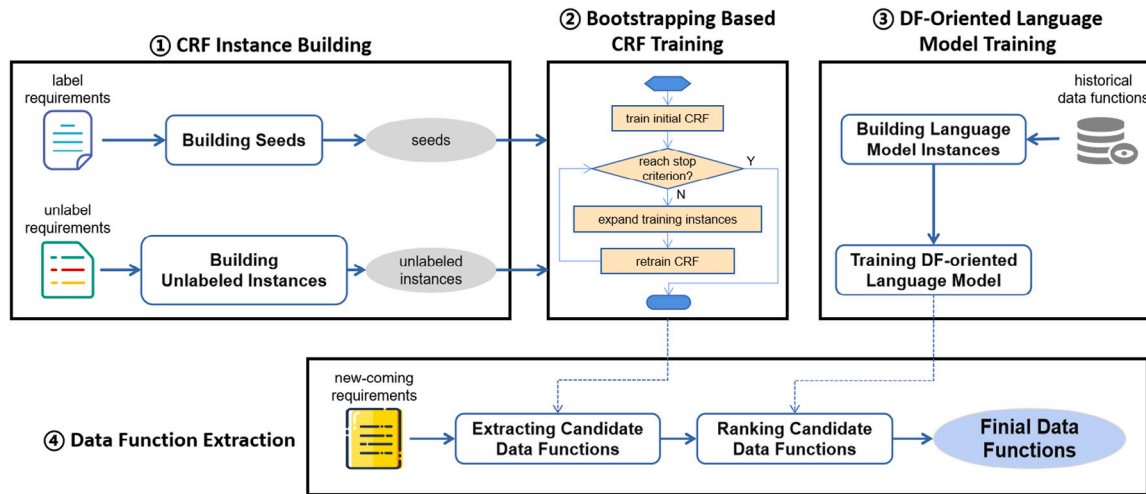 ① CRF Instance Building
label
requirements
Building Seeds
seeds
unlabel
requirements
Building
Unlabeled Instances
unlabeled
instances
② Bootstrapping Based
CRF Training
train initial CRF
reach stop
criterion?
Y
N
expand training instances
retrain CRF
③ DF-Oriented Language
Model Training
historical
data functions
Building Language
Model Instances
Training DF-oriented
Language Model
④ Data Function Extraction
new-coming
requirements
Extracting Candidate
Data Functions
Ranking Candidate
Data Functions
Finial Data
Functions